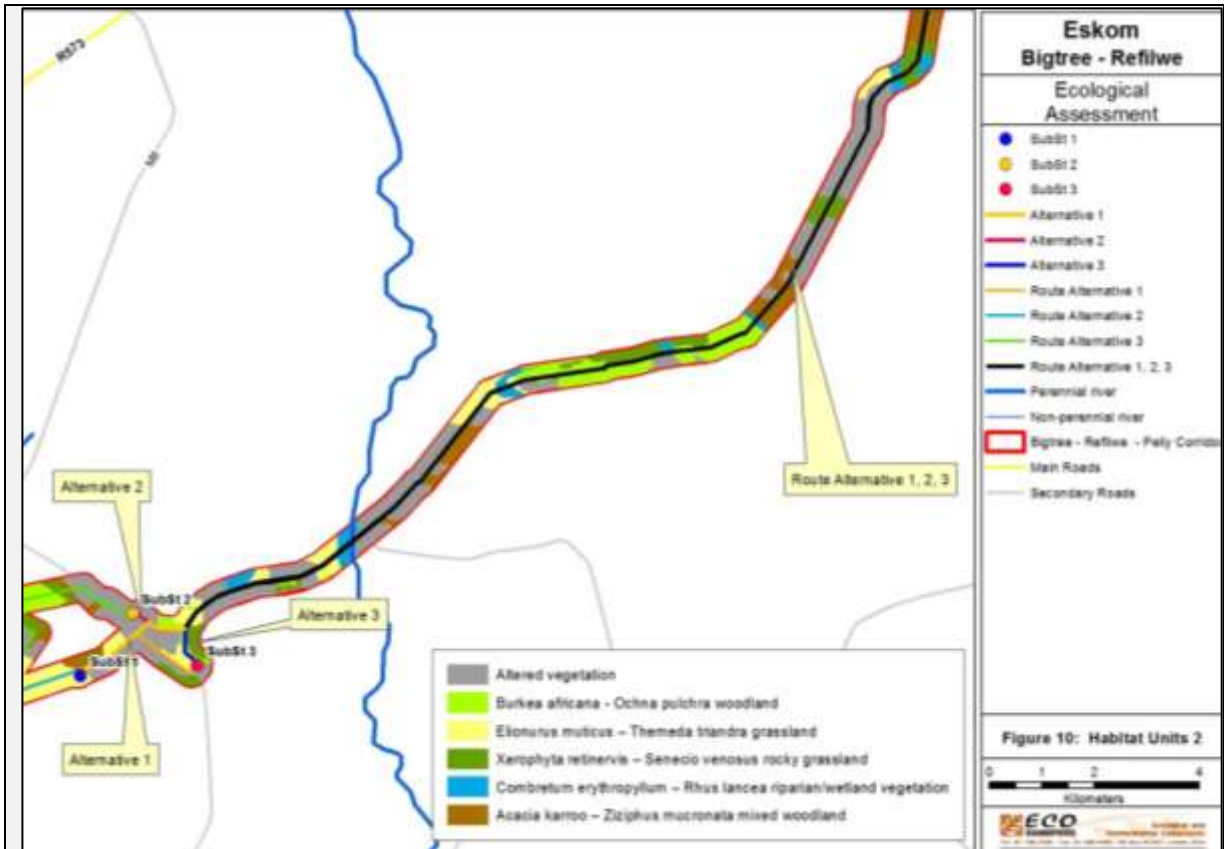 R573
Alternative 2
SubSt 2
SubSt 1
Alternative 3
SubSt 3
Alternative 1
Route Alternative 1, 2, 3
Altered vegetation
Burkea africana - Ochna pulchra woodland
Elionurus muticus – Themeda triandra grassland
Xerophyta retinervis – Senecio venosus rocky grassland
Combretum erythropyllum – Rhus lancea riparian/wetland vegetation
Acacia karroo – Ziziphus mucronata mixed woodland
Eskom
Bigtree - Refilwe
Ecological
Assessment
SubSt 1
SubSt 2
SubSt 3
Alternative 1
Alternative 2
Alternative 3
Route Alternative 1
Route Alternative 2
Route Alternative 3
Route Alternative 1, 2, 3
Perennial river
Non-perennial river
Bigtree - Refilwe - Corridor
Main Roads
Secondary Roads
Figure 10: Habitat Units 2
0 1 2 4
Kilometers
ECO